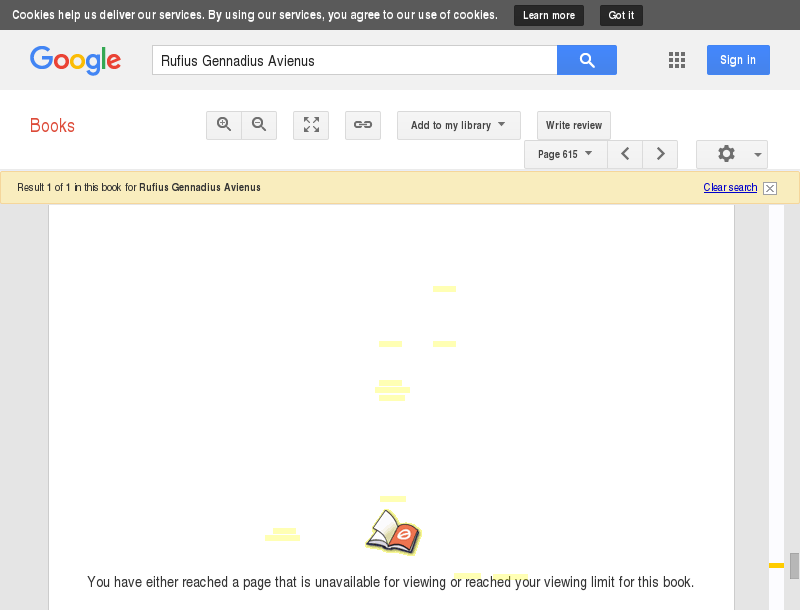 Cookies help us deliver our services. By using our services, you agree to our use of cookies. Learn more Got it
Google Rufius Gennadius Avienus Sign in
Books Add to my library Write review
Page 615
Result 1 of 1 in this book for Rufius Gennadius Avienus Clear search
You have either reached a page that is unavailable for viewing or reached your viewing limit for this book.